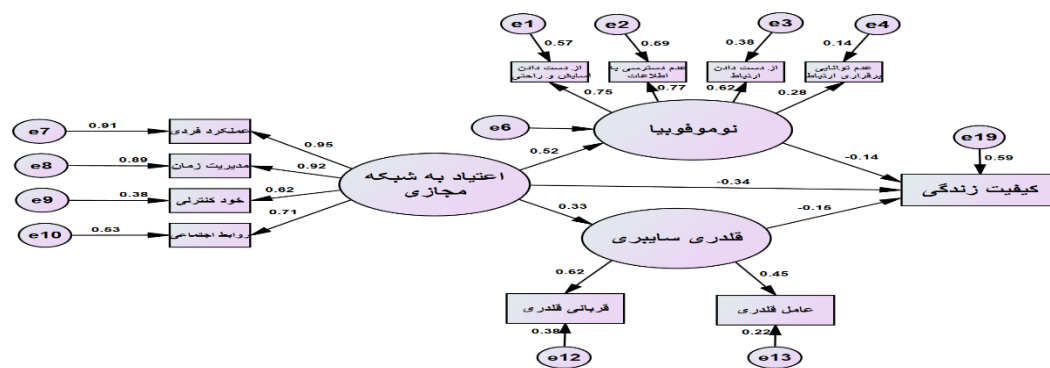 e1
e2
e3
e4
0.57
0.59
0.38
0.14
از دست دادن
آسایش و راحتی
عدم دسترسی به
اطلاعات
از دست دادن
ارتباط
عدم توانایی
برقراری ارتباط
0.75
0.77
0.62
0.28
e6
نوموفوبیا
e7
0.91
عملکرد فردی
0.95
e8
0.89
مدیریت زمان
0.92
e9
0.38
خود کنترلی
0.62
e10
0.53
روابط اجتماعی
0.71
اعتیاد به شبکه
مجازی
0.52
-0.14
-0.34
0.33
-0.15
e19
0.59
کیفیت زندگی
قلدری سایبری
0.62
0.45
قربانی قلدری
عامل قلدری
0.38
0.22
e12
e13